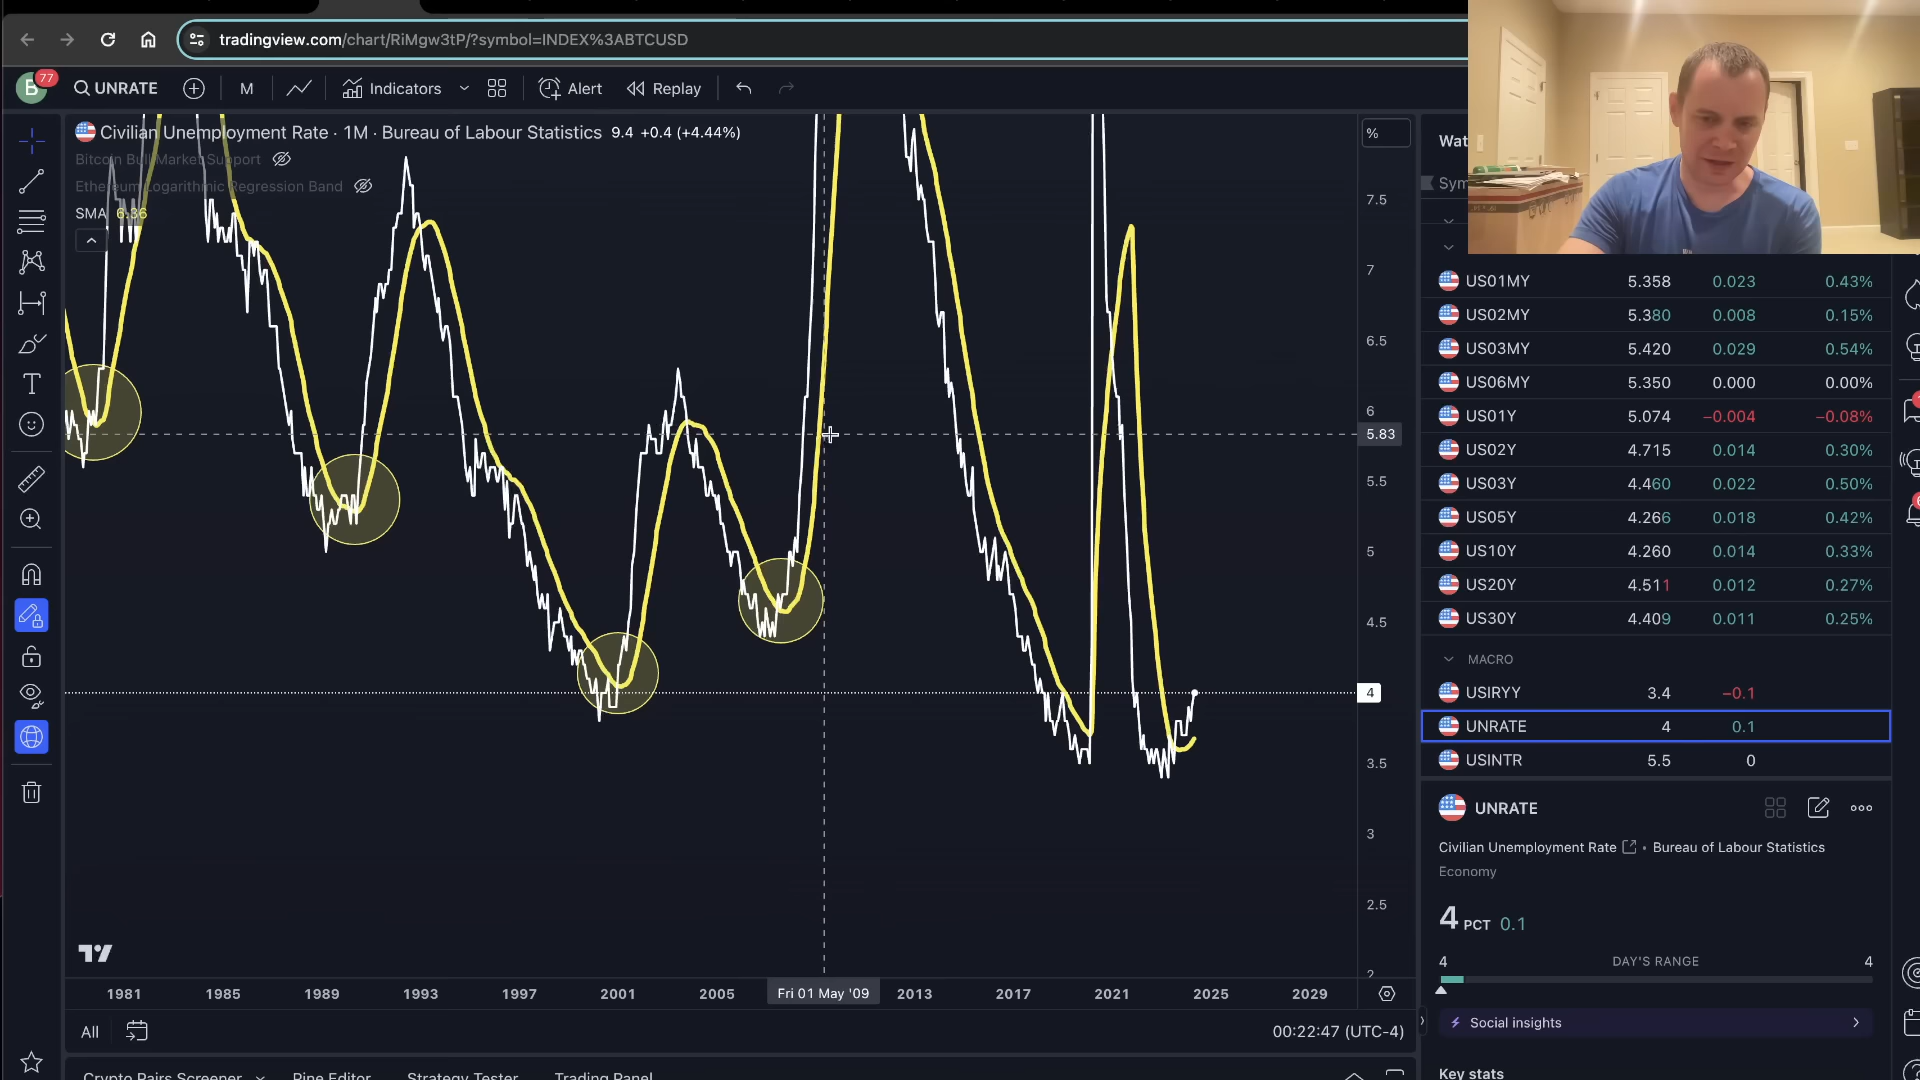 tradingview.com/chart/RiMgw3tP/?symbol=INDEX%3ABTCUSD
B 77 UNRATE M Indicators Alert Replay
Civilian Unemployment Rate · 1M · Bureau of Labour Statistics 9.4 +0.4 (+4.44%)
Bitcoin Bull Market Support
Ethereum Logarithmic Regression Band
SMA 6.36
%
7.5
7
6.5
6
5.83
5.5
5
4.5
4
3.5
3
2.5
2
1981 1985 1989 1993 1997 2001 2005 Fri 01 May '09 2013 2017 2021 2025 2029
All 00:22:47 (UTC-4)
Crypto Pairs Screener Pine Editor Strategy Tester Trading Panel
Wat
Sym
US01MY 5.358 0.023 0.43%
US02MY 5.380 0.008 0.15%
US03MY 5.420 0.029 0.54%
US06MY 5.350 0.000 0.00%
US01Y 5.074 −0.004 −0.08%
US02Y 4.715 0.014 0.30%
US03Y 4.460 0.022 0.50%
US05Y 4.266 0.018 0.42%
US10Y 4.260 0.014 0.33%
US20Y 4.511 0.012 0.27%
US30Y 4.409 0.011 0.25%
MACRO
USIRYY 3.4 −0.1
UNRATE 4 0.1
USINTR 5.5 0
UNRATE
Civilian Unemployment Rate • Bureau of Labour Statistics
Economy
4 PCT 0.1
4 DAY'S RANGE 4
Social insights
Key stats